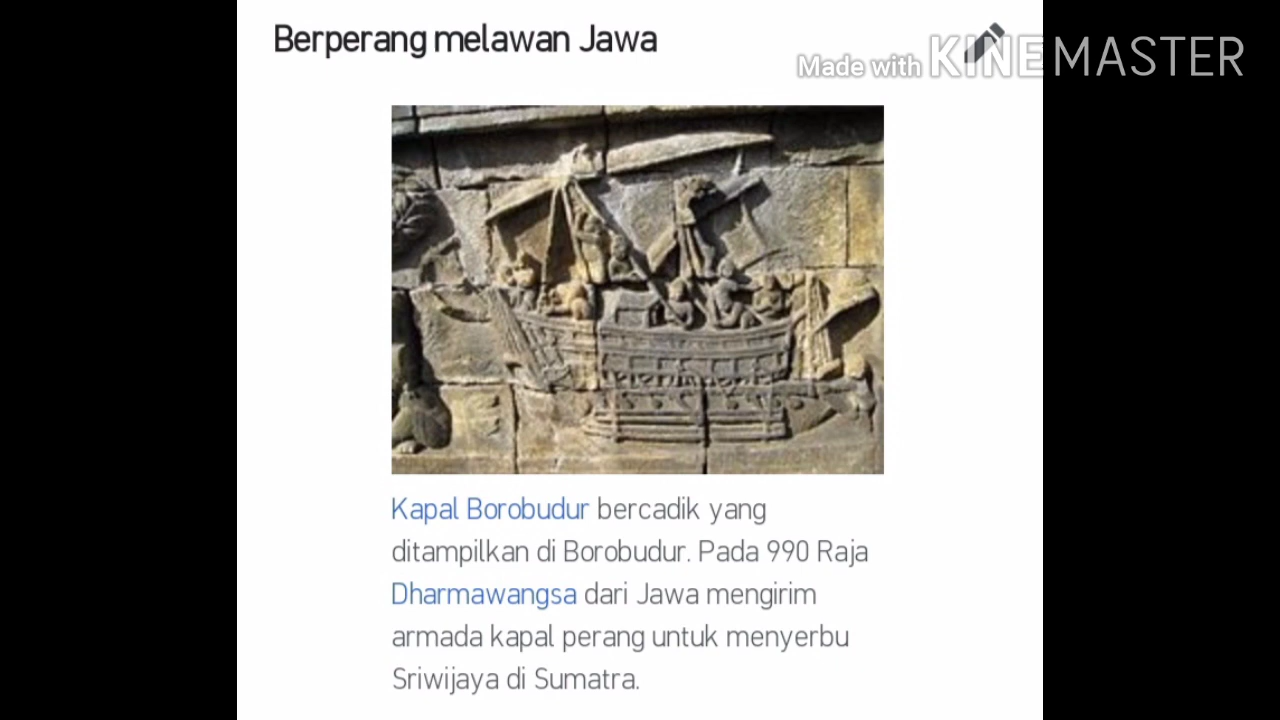 Berperang melawan Jawa
Made with KINEMASTER
Kapal Borobudur bercadik yang
ditampilkan di Borobudur. Pada 990 Raja
Dharmawangsa dari Jawa mengirim
armada kapal perang untuk menyerbu
Sriwijaya di Sumatra.